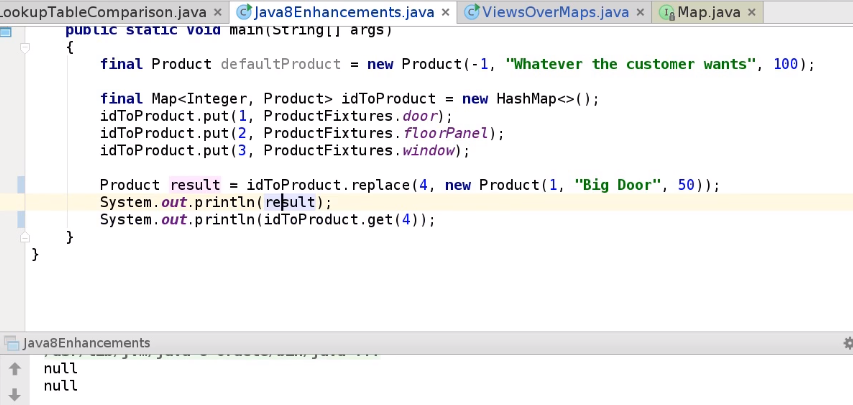 LookupTableComparison.java × Java8Enhancements.java × ViewsOverMaps.java × Map.java ×
public static void main(String[] args)
{
final Product defaultProduct = new Product(-1, "Whatever the customer wants", 100);
final Map<Integer, Product> idToProduct = new HashMap<>();
idToProduct.put(1, ProductFixtures.door);
idToProduct.put(2, ProductFixtures.floorPanel);
idToProduct.put(3, ProductFixtures.window);
Product result = idToProduct.replace(4, new Product(1, "Big Door", 50));
System.out.println(result);
System.out.println(idToProduct.get(4));
}
}
Java8Enhancements
null
null